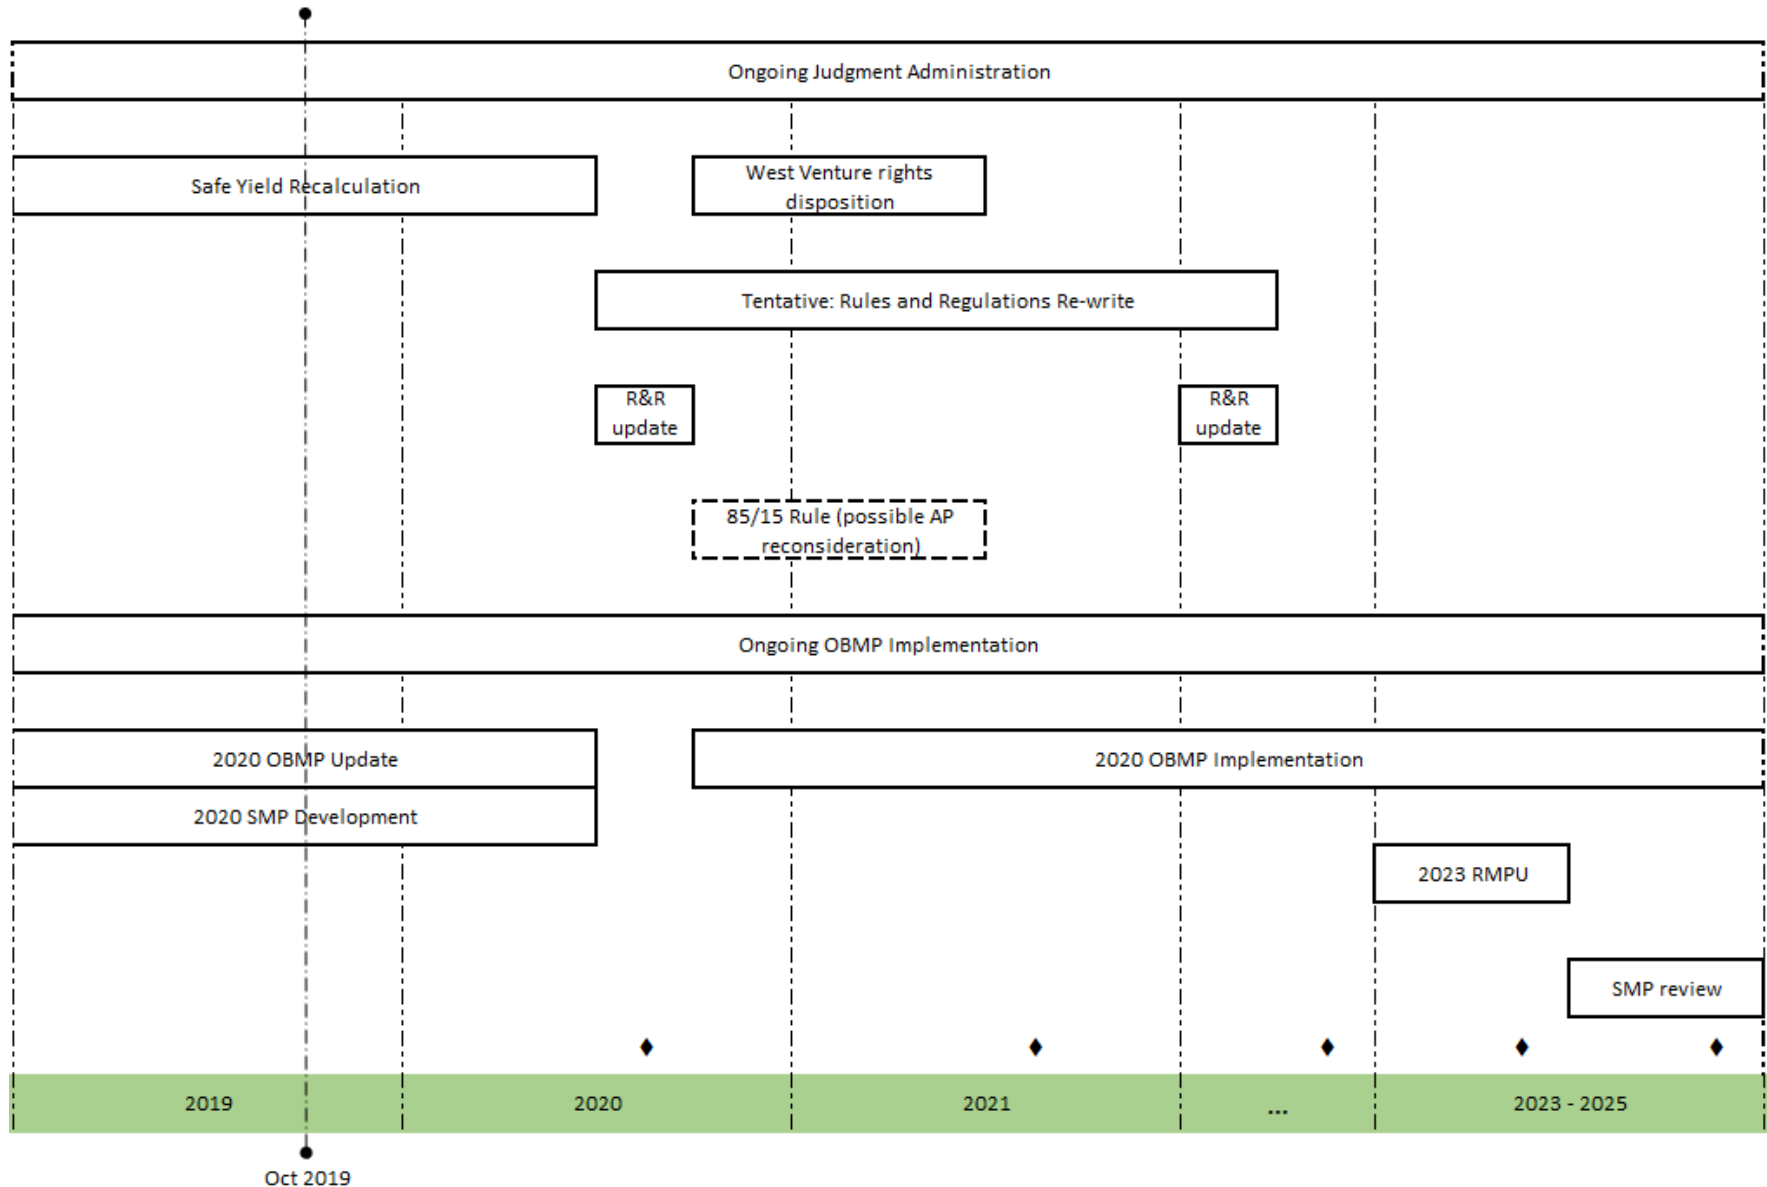 Ongoing Judgment Administration
Safe Yield Recalculation
West Venture rights
disposition
Tentative: Rules and Regulations Re-write
R&R
update
R&R
update
85/15 Rule (possible AP
reconsideration)
Ongoing OBMP Implementation
2020 OBMP Update
2020 OBMP Implementation
2020 SMP Development
2023 RMPU
SMP review
2019
2020
2021
...
2023 - 2025
Oct 2019